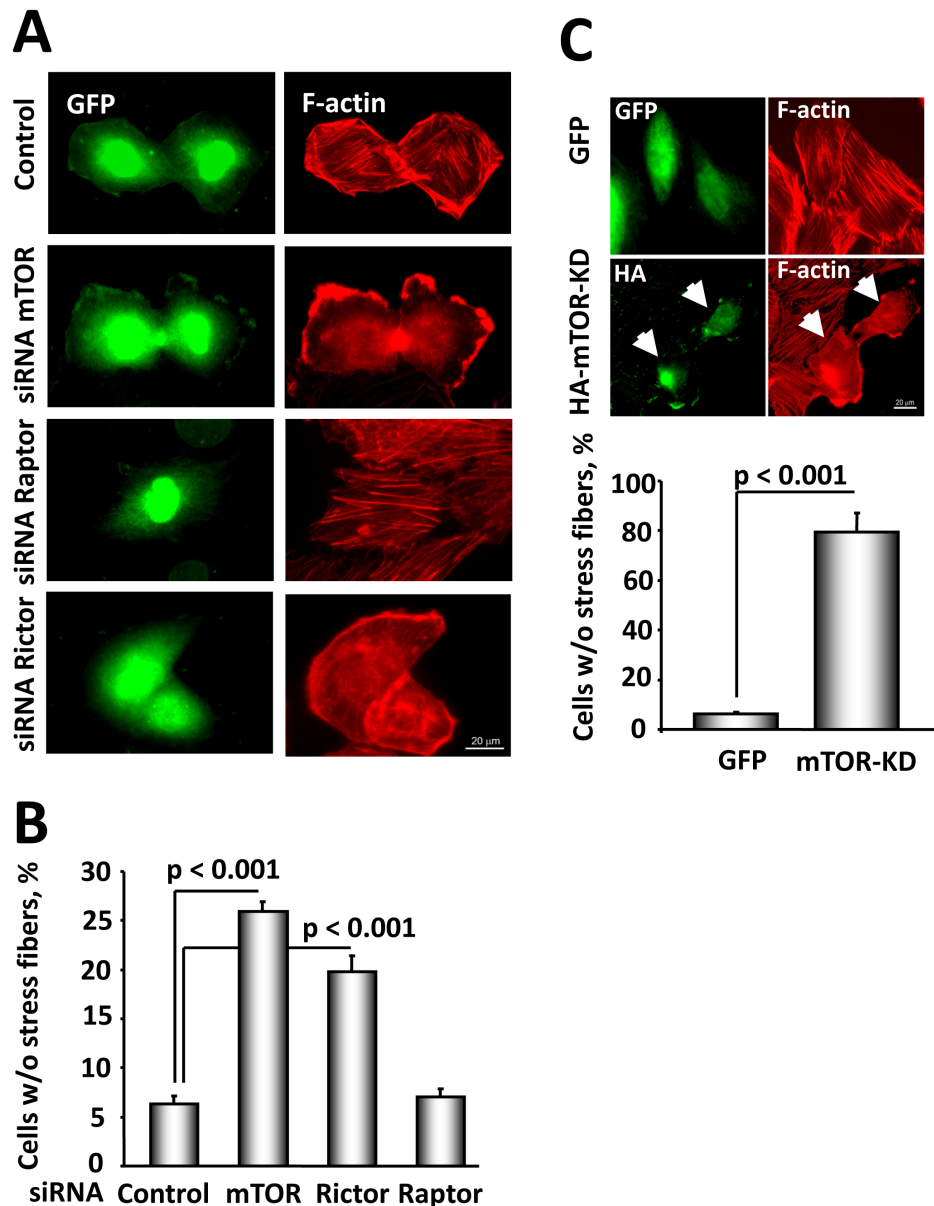 A
GFP
F-actin
Control
siRNA mTOR
siRNA Raptor
siRNA Rictor
20 μm
B
Cells w/o stress fibers, %
30
25
20
15
10
5
0
p < 0.001
p < 0.001
siRNA Control mTOR Rictor Raptor
C
GFP
GFP
F-actin
HA-mTOR-KD
HA
F-actin
20 μm
Cells w/o stress fibers, %
100
80
60
40
20
0
p < 0.001
GFP mTOR-KD